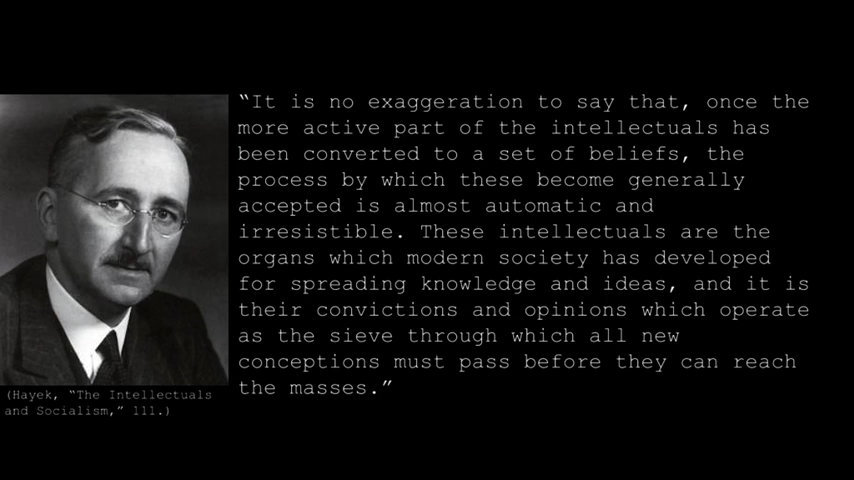 “It is no exaggeration to say that, once the
more active part of the intellectuals has
been converted to a set of beliefs, the
process by which these become generally
accepted is almost automatic and
irresistible. These intellectuals are the
organs which modern society has developed
for spreading knowledge and ideas, and it is
their convictions and opinions which operate
as the sieve through which all new
conceptions must pass before they can reach
the masses.”
(Hayek, “The Intellectuals
and Socialism,” 111.)